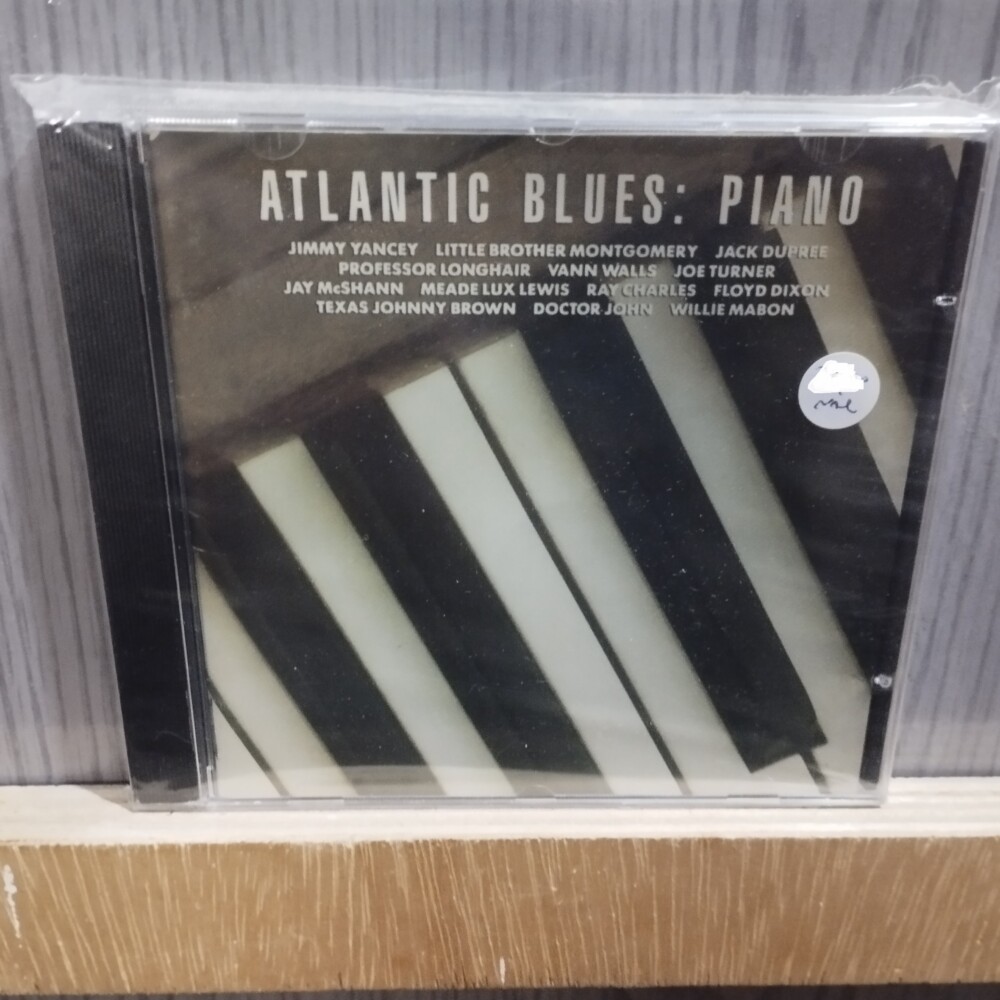 ATLANTIC BLUES: PIANO
JIMMY YANCEY LITTLE BROTHER MONTGOMERY JACK DUPREE
PROFESSOR LONGHAIR VANN WALLS JOE TURNER
JAY McSHANN MEADE LUX LEWIS RAY CHARLES FLOYD DIXON
TEXAS JOHNNY BROWN DOCTOR JOHN WILLIE MABON